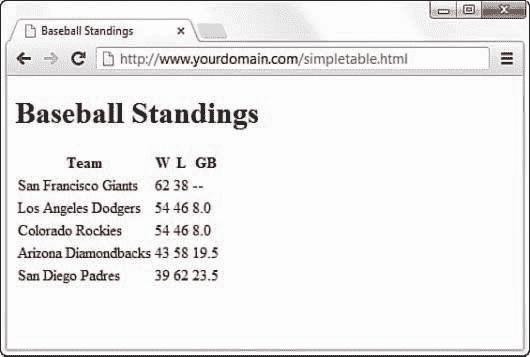 Baseball Standings
http://www.yourdomain.com/simpletable.html
Baseball Standings
Team W L GB
San Francisco Giants 62 38 --
Los Angeles Dodgers 54 46 8.0
Colorado Rockies 54 46 8.0
Arizona Diamondbacks 43 58 19.5
San Diego Padres 39 62 23.5